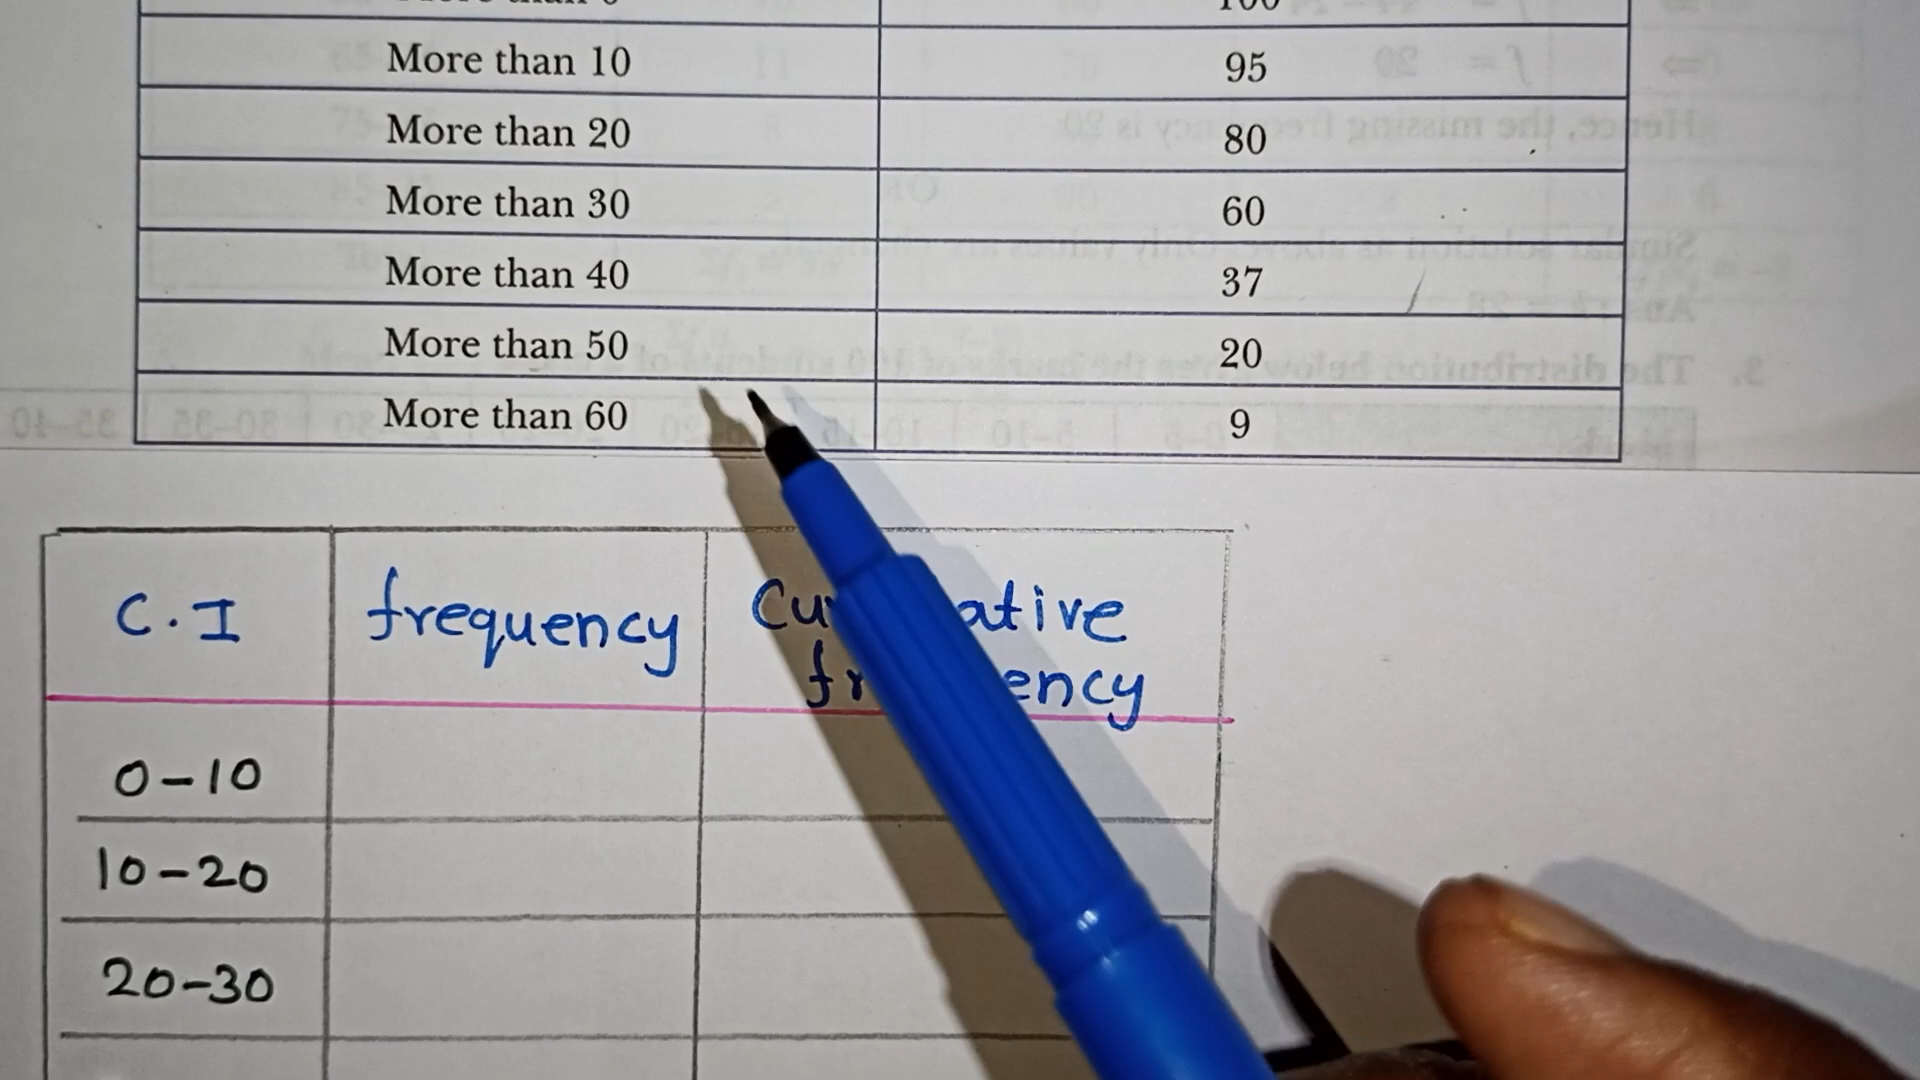 More than 10 95
More than 20 80
More than 30 60
More than 40 37
More than 50 20
More than 60 9
C.I frequency
0-10
10-20
20-30